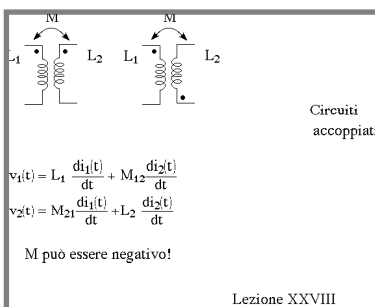 M M
L₁ L₂ L₁ L₂
Circuiti
accoppiati
v₁(t) = L₁ di₁(t)/dt + M₁₂ di₂(t)/dt
v₂(t) = M₂₁ di₁(t)/dt + L₂ di₂(t)/dt
M può essere negativo!
Lezione XXVIII